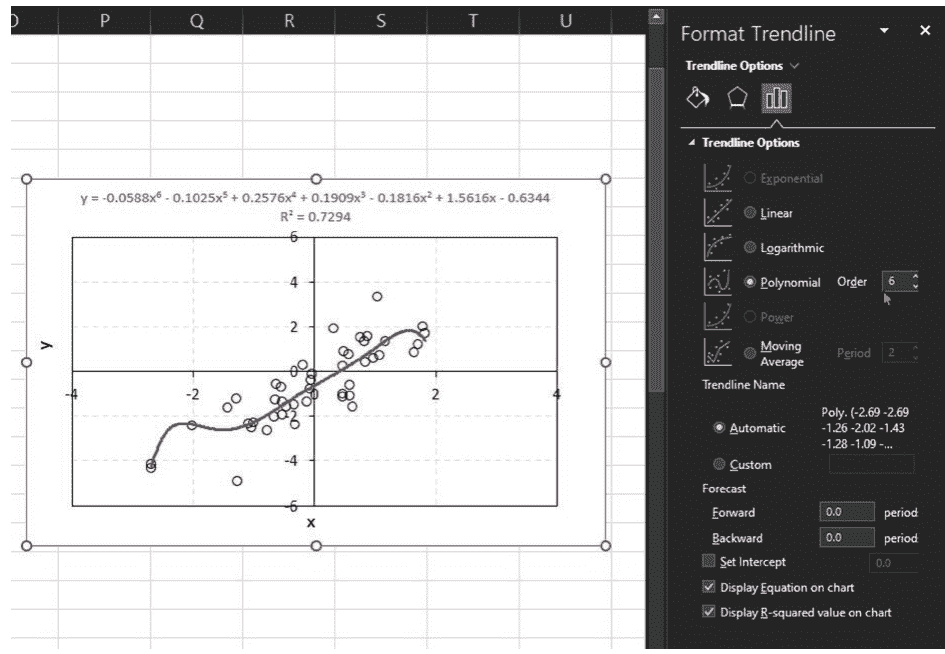 P Q R S T U
y = -0.0588x⁶ - 0.1025x⁵ + 0.2576x⁴ + 0.1909x³ - 0.1816x² + 1.5616x - 0.6344
R² = 0.7294
6
4
2
0
-4 -2 0 2 4
-2
-4
-6
y
x
Format Trendline
Trendline Options
Trendline Options
Exponential
Linear
Logarithmic
Polynomial Order 6
Power
Moving Average Period 2
Trendline Name
Automatic
Poly. (-2.69 -2.69
-1.26 -2.02 -1.43
-1.28 -1.09 -...
Custom
Forecast
Forward 0.0 period
Backward 0.0 period
Set Intercept 0.0
Display Equation on chart
Display R-squared value on chart